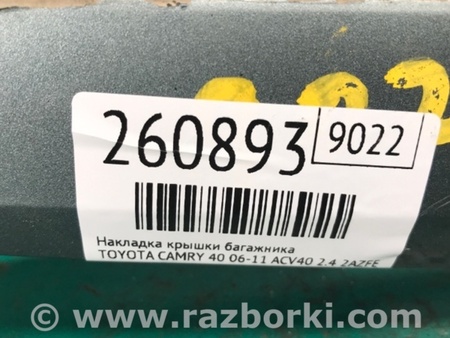 260893 9022
Накладка крышки багажника
TOYOTA CAMRY 40 06-11 ACV40 2.4 2AZFE
www.razborki.com